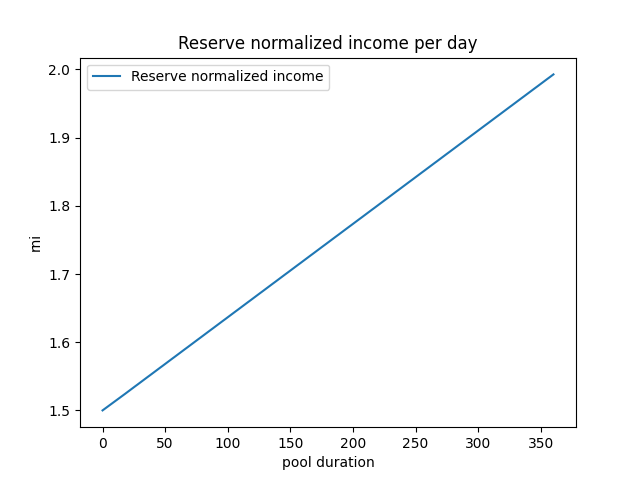 Reserve normalized income per day
Reserve normalized income
2.0
1.9
1.8
1.7
1.6
1.5
rni
0 50 100 150 200 250 300 350
pool duration